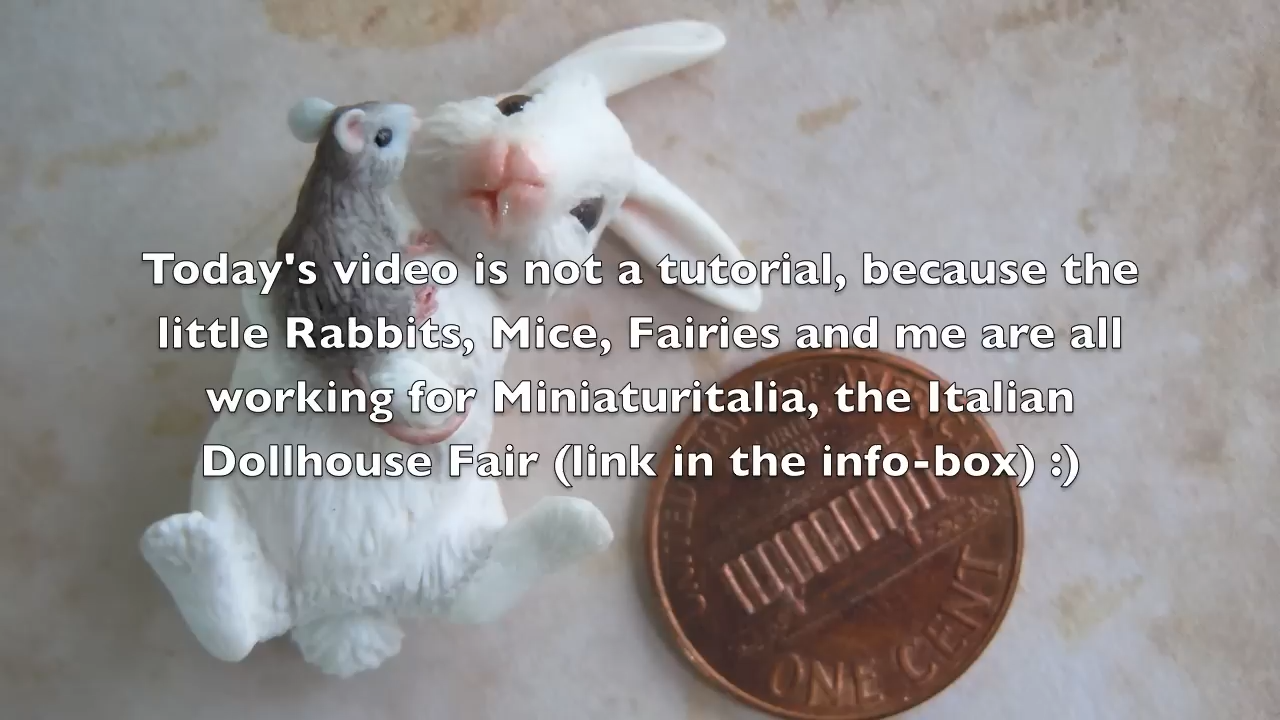 Today's video is not a tutorial, because the
little Rabbits, Mice, Fairies and me are all
working for Miniaturitalia, the Italian
Dollhouse Fair (link in the info-box) :)
ONE CENT